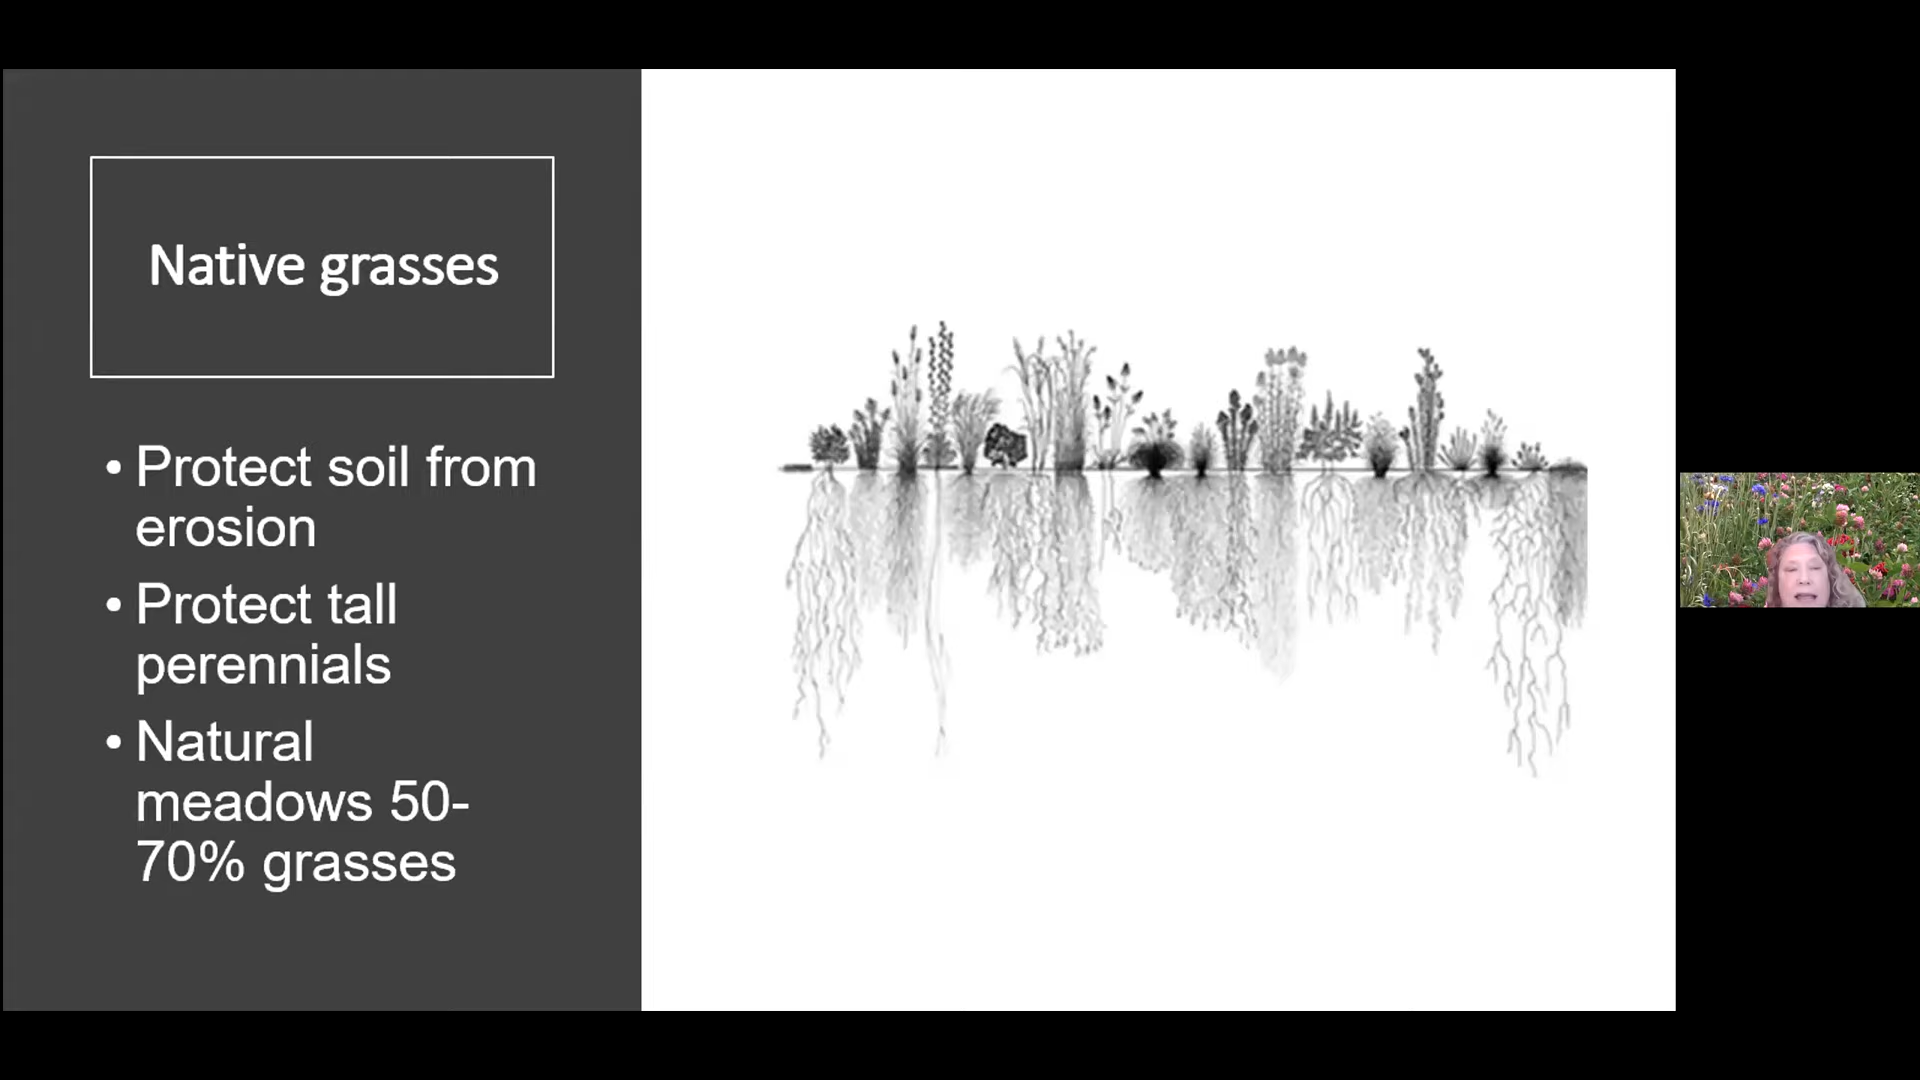 Native grasses
• Protect soil from
erosion
• Protect tall
perennials
• Natural
meadows 50-
70% grasses